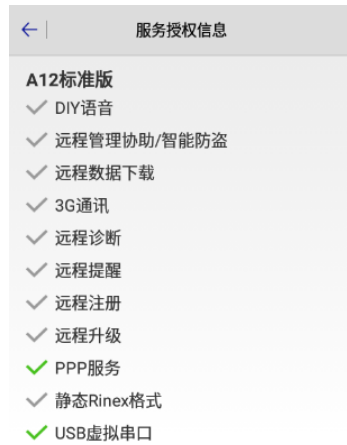 服务授权信息
A12标准版
DIY语音
远程管理协助/智能防盗
远程数据下载
3G通讯
远程诊断
远程提醒
远程注册
远程升级
PPP服务
静态Rinex格式
USB虚拟串口